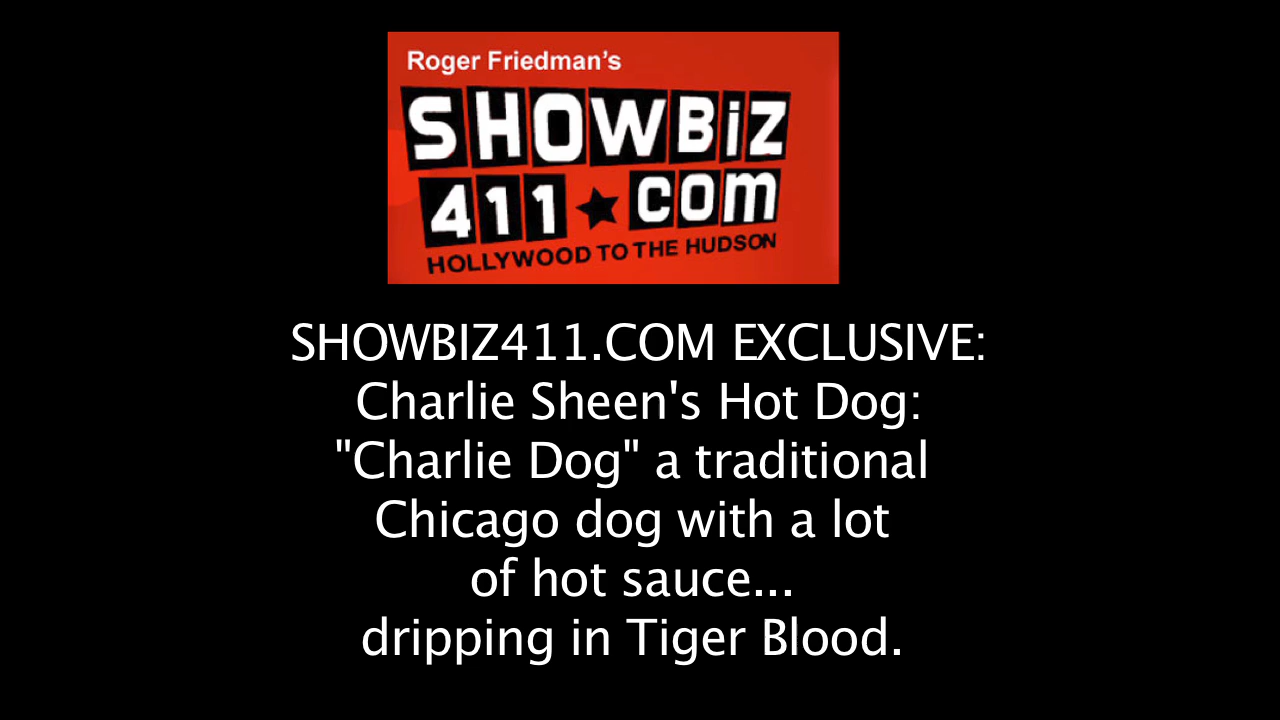 Roger Friedman's
SHOWBiZ
411★COM
HOLLYWOOD TO THE HUDSON
SHOWBIZ411.COM EXCLUSIVE:
Charlie Sheen's Hot Dog:
"Charlie Dog" a traditional
Chicago dog with a lot
of hot sauce...
dripping in Tiger Blood.